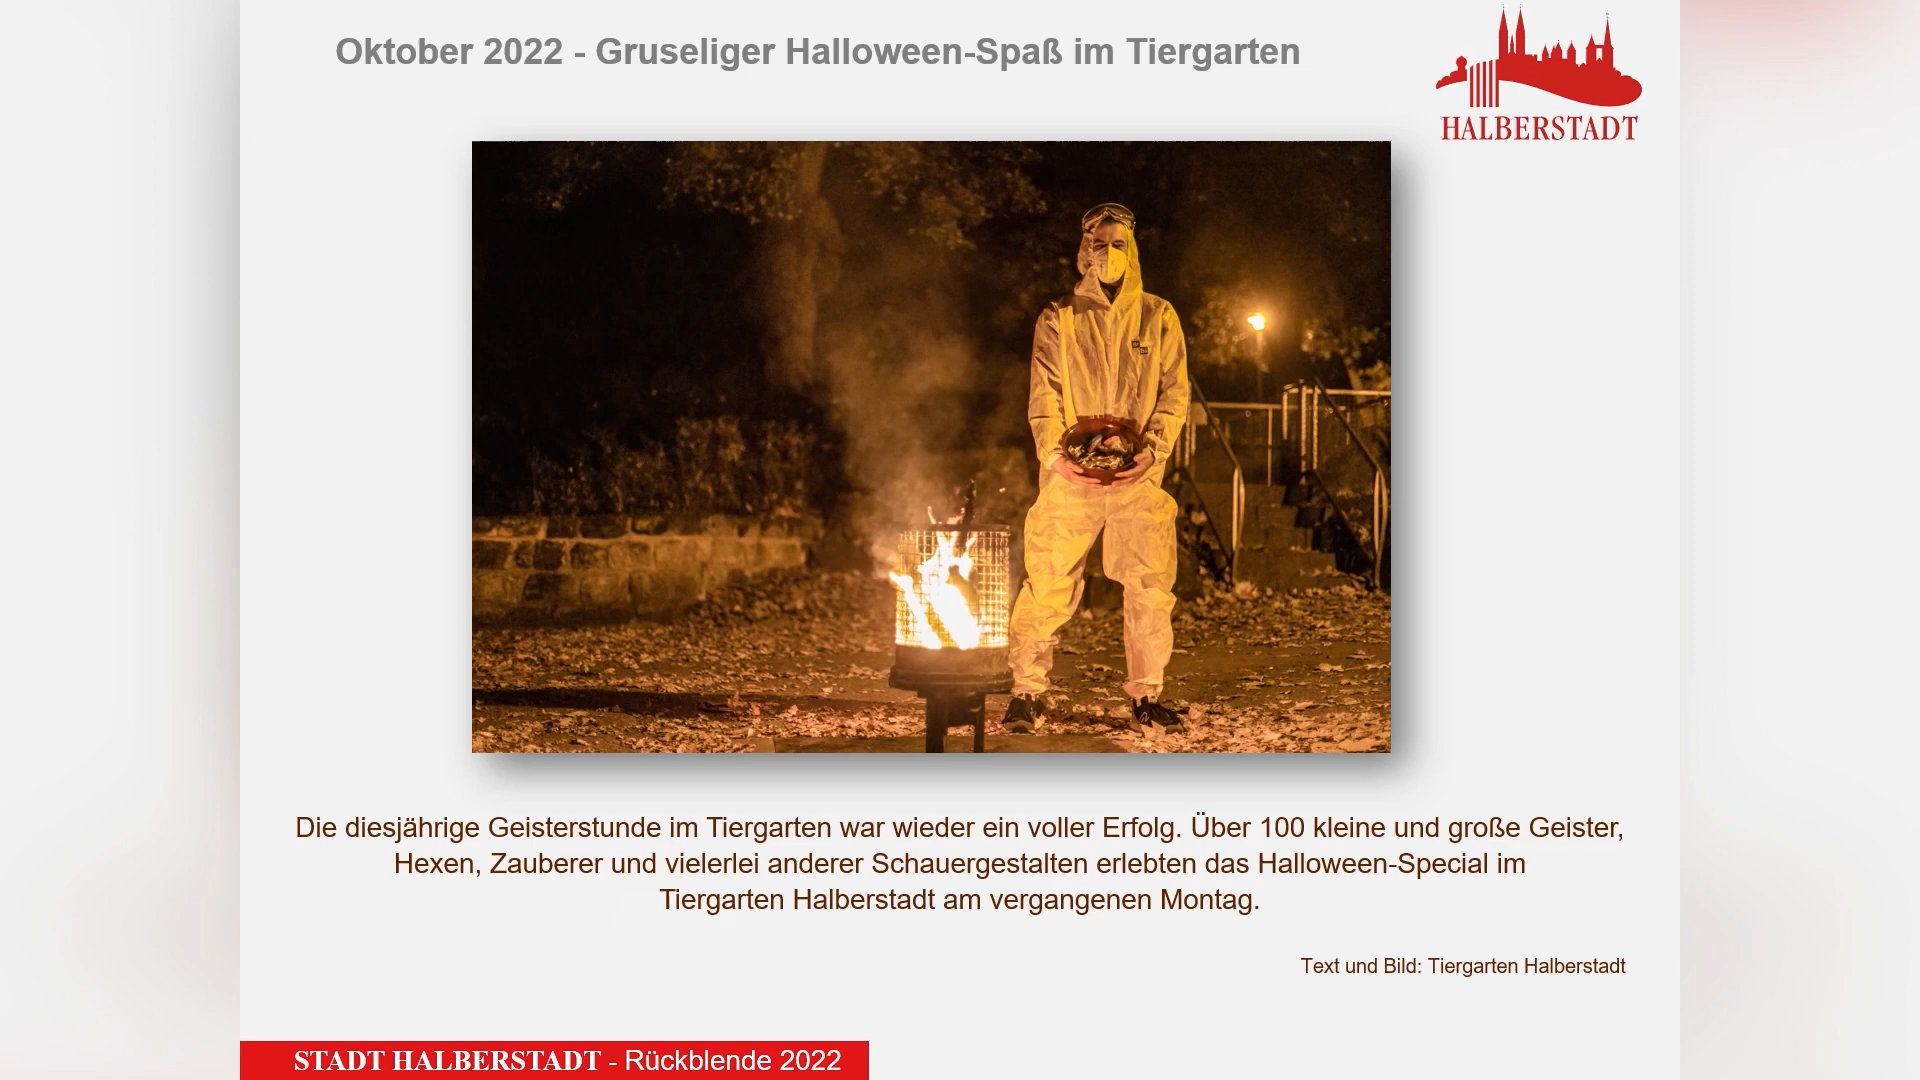 Oktober 2022 - Gruseliger Halloween-Spaß im Tiergarten
HALBERSTADT
Die diesjährige Geisterstunde im Tiergarten war wieder ein voller Erfolg. Über 100 kleine und große Geister,
Hexen, Zauberer und vielerlei anderer Schauergestalten erlebten das Halloween-Special im
Tiergarten Halberstadt am vergangenen Montag.
Text und Bild: Tiergarten Halberstadt
STADT HALBERSTADT - Rückblende 2022